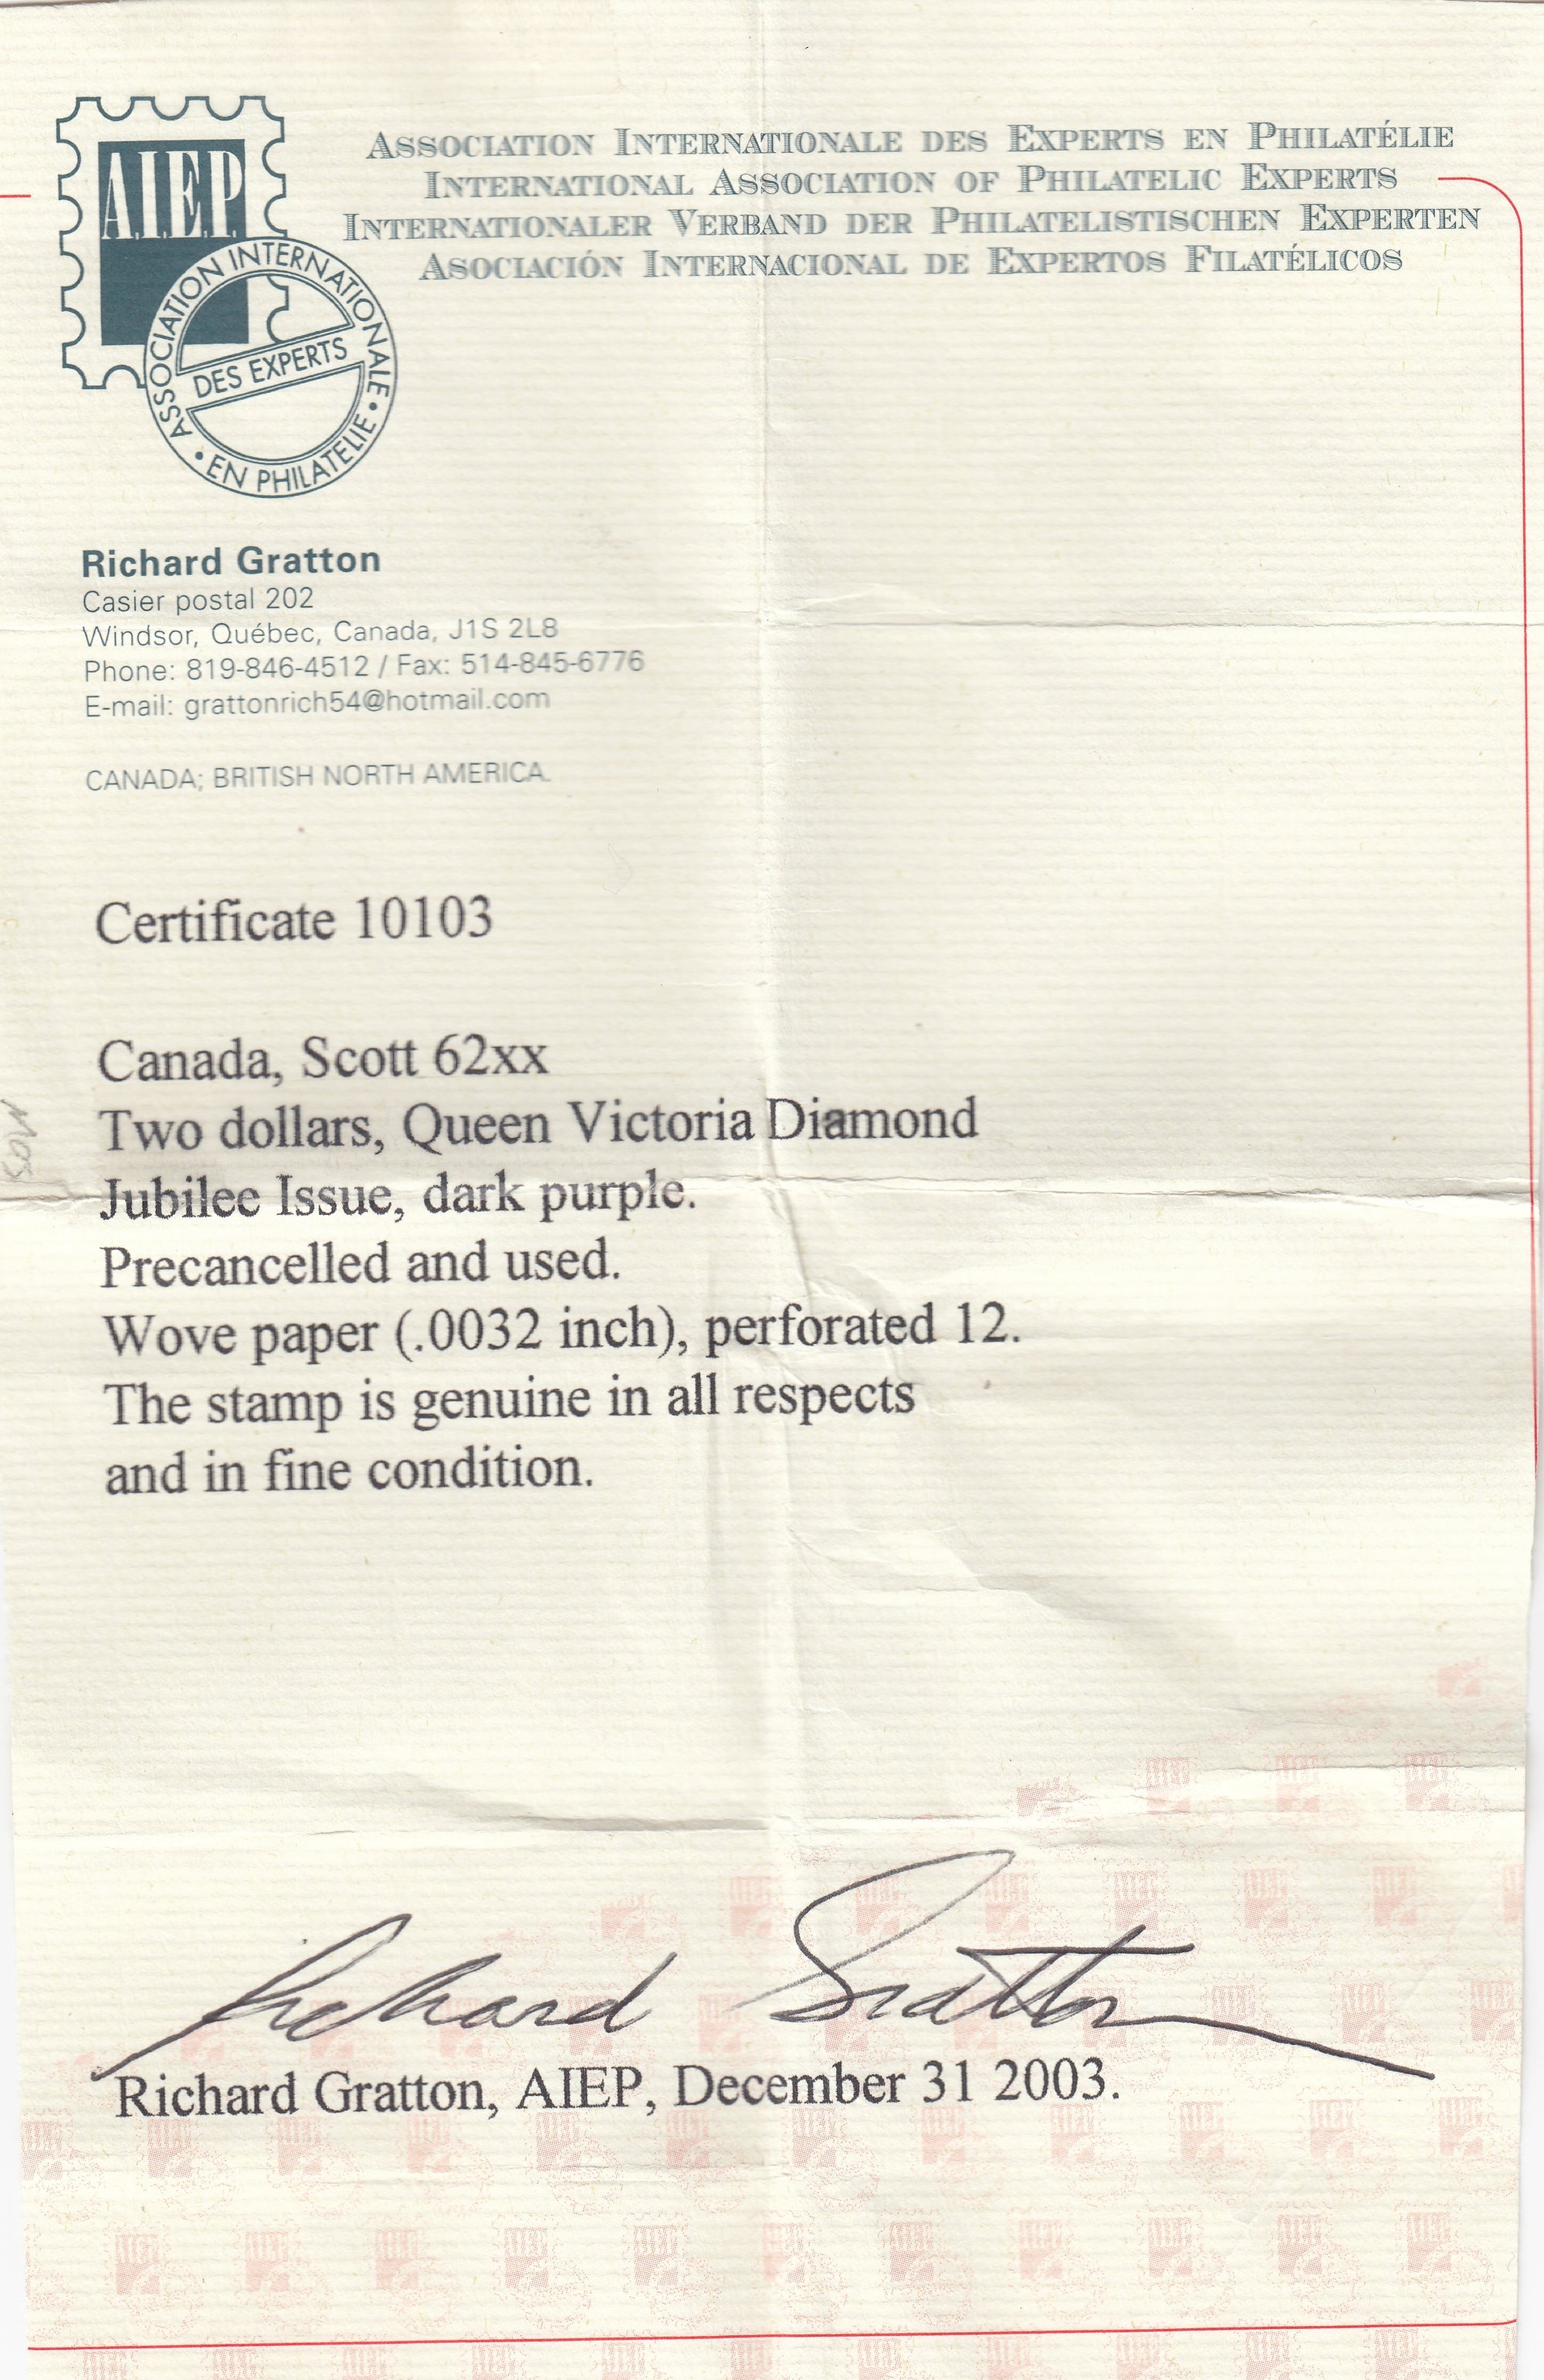 A.I.E.P.
ASSOCIATION INTERNATIONALE
DES EXPERTS
• EN PHILATELIE •
ASSOCIATION INTERNATIONALE DES EXPERTS EN PHILATÉLIE
INTERNATIONAL ASSOCIATION OF PHILATELIC EXPERTS
INTERNATIONALER VERBAND DER PHILATELISTISCHEN EXPERTEN
ASOCIACIÓN INTERNACIONAL DE EXPERTOS FILATÉLICOS
Richard Gratton
Casier postal 202
Windsor, Québec, Canada, J1S 2L8
Phone: 819-846-4512 / Fax: 514-845-6776
E-mail: grattonrich54@hotmail.com
CANADA; BRITISH NORTH AMERICA.
Certificate 10103
Canada, Scott 62xx
Two dollars, Queen Victoria Diamond
Jubilee Issue, dark purple.
Precancelled and used.
Wove paper (.0032 inch), perforated 12.
The stamp is genuine in all respects
and in fine condition.
Richard Gratton
Richard Gratton, AIEP, December 31 2003.